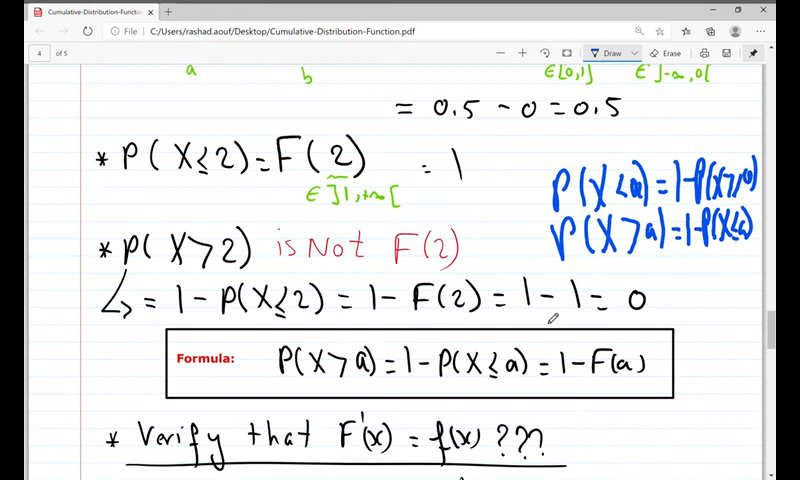 Cumulative-Distribution-Function.pdf
File C:/Users/rashad.aouf/Desktop/Cumulative-Distribution-Function.pdf
4 of 5 Draw Erase
a b ∈[0,1] ∈]-∞,0[
= 0.5 - 0 = 0.5
* P(X≤2) = F(2) = 1
∈]1,+∞[
P(X<a)=1-P(X≥a)
P(X>a)=1-P(X≤a)
* P(X>2) is Not F(2)
↳ = 1 - P(X≤2) = 1 - F(2) = 1 - 1 = 0
Formula: P(X>a) = 1 - P(X≤a) = 1 - F(a)
* Verify that F'(x) = f(x) ???